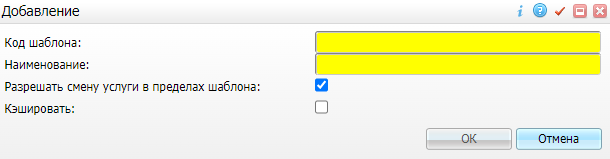 Добавление
Код шаблона:
Наименование:
Разрешать смену услуги в пределах шаблона:
Кэшировать:
ОК Отмена